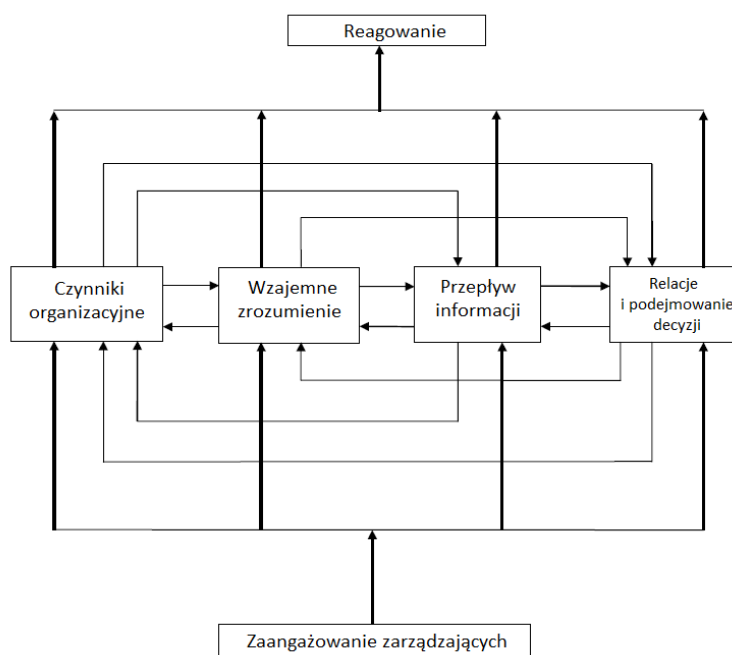 Reagowanie
Czynniki
organizacyjne
Wzajemne
zrozumienie
Przepływ
informacji
Relacje
i podejmowanie
decyzji
Zaangażowanie zarządzających